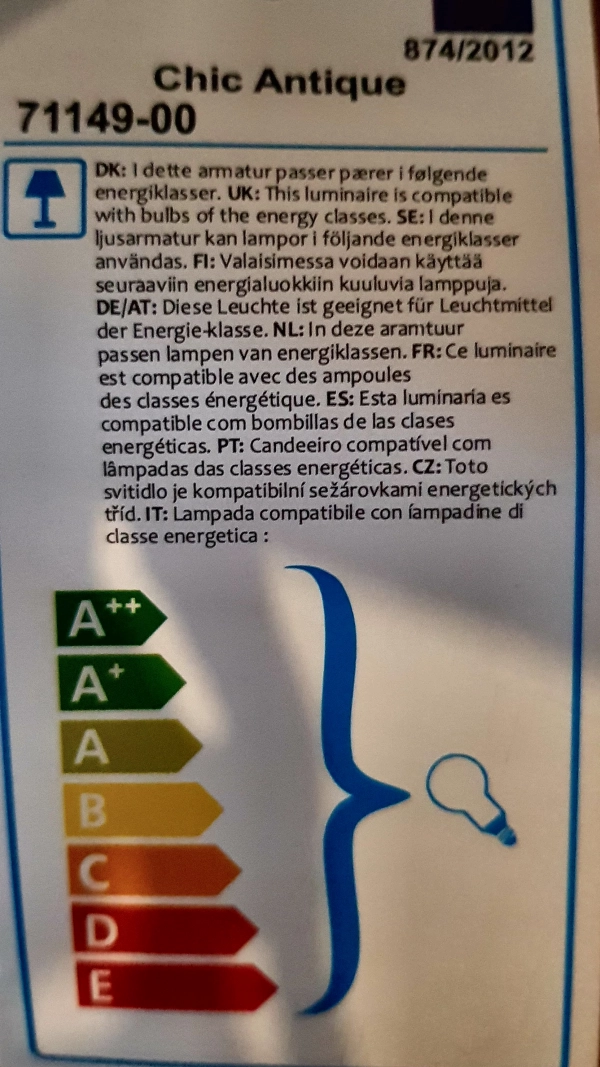 874/2012
Chic Antique
71149-00
DK: I dette armatur passer pærer i følgende
energiklasser. UK: This luminaire is compatible
with bulbs of the energy classes. SE: I denne
ljusarmatur kan lampor i följande energiklasser
användas. FI: Valaisimessa voidaan käyttää
seuraaviin energialuokkiin kuuluvia lamppuja.
DE/AT: Diese Leuchte ist geeignet für Leuchtmittel
der Energie-klasse. NL: In deze aramtuur
passen lampen van energiklassen. FR: Ce luminaire
est compatible avec des ampoules
des classes énergétique. ES: Esta luminaría es
compatible com bombillas de las clases
energéticas. PT: Candeeiro compatível com
lâmpadas das classes energéticas. CZ: Toto
svitidlo je kompatibilní sežárovkami energetických
tříd. IT: Lampada compatibile con íampadine di
classe energetica :
A++
A+
A
B
C
D
E